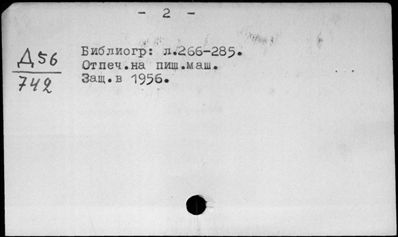 - 2 -
Д56
742
Библиогр: л.266-285.
Отпеч.на пиш.маш.
Защ.в 1956.